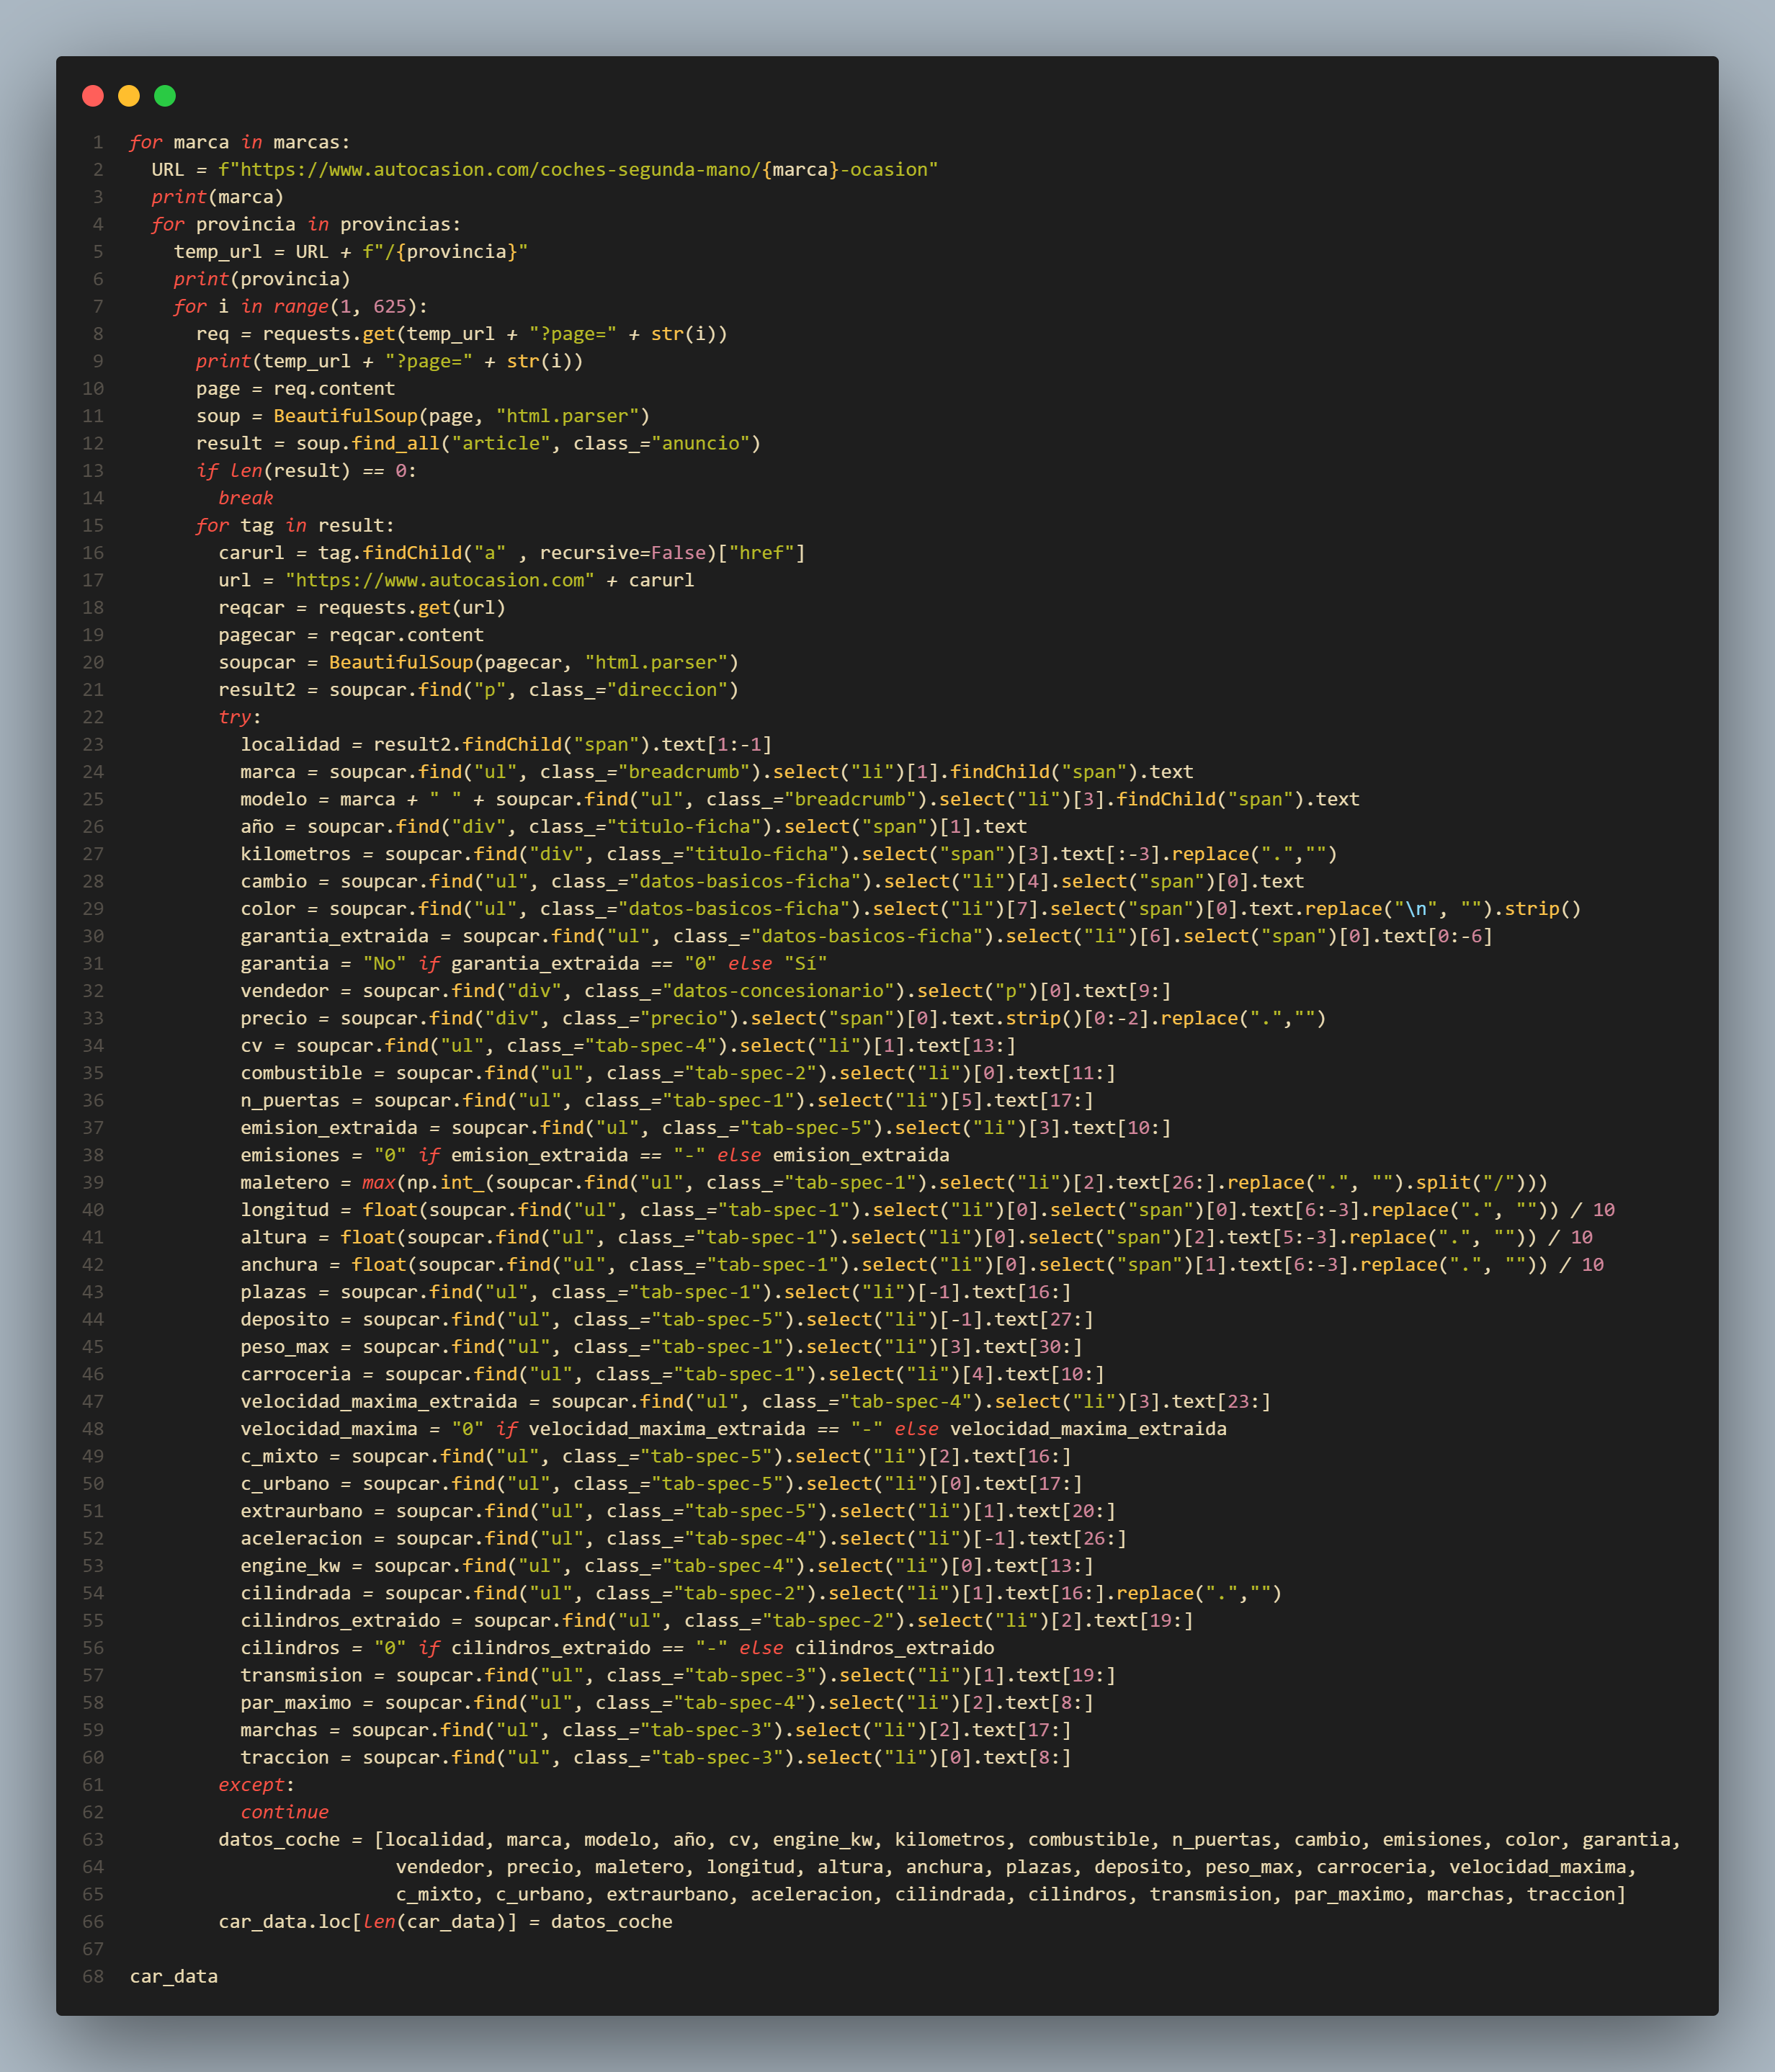 1 for marca in marcas:
2   URL = f"https://www.autocasion.com/coches-segunda-mano/{marca}-ocasion"
3   print(marca)
4   for provincia in provincias:
5     temp_url = URL + f"/{provincia}"
6     print(provincia)
7     for i in range(1, 625):
8       req = requests.get(temp_url + "?page=" + str(i))
9       print(temp_url + "?page=" + str(i))
10       page = req.content
11       soup = BeautifulSoup(page, "html.parser")
12       result = soup.find_all("article", class_="anuncio")
13       if len(result) == 0:
14         break
15       for tag in result:
16         carurl = tag.findChild("a" , recursive=False)["href"]
17         url = "https://www.autocasion.com" + carurl
18         reqcar = requests.get(url)
19         pagecar = reqcar.content
20         soupcar = BeautifulSoup(pagecar, "html.parser")
21         result2 = soupcar.find("p", class_="direccion")
22         try:
23           localidad = result2.findChild("span").text[1:-1]
24           marca = soupcar.find("ul", class_="breadcrumb").select("li")[1].findChild("span").text
25           modelo = marca + " " + soupcar.find("ul", class_="breadcrumb").select("li")[3].findChild("span").text
26           año = soupcar.find("div", class_="titulo-ficha").select("span")[1].text
27           kilometros = soupcar.find("div", class_="titulo-ficha").select("span")[3].text[:-3].replace(".","")
28           cambio = soupcar.find("ul", class_="datos-basicos-ficha").select("li")[4].select("span")[0].text
29           color = soupcar.find("ul", class_="datos-basicos-ficha").select("li")[7].select("span")[0].text.replace("\n", "").strip()
30           garantia_extraida = soupcar.find("ul", class_="datos-basicos-ficha").select("li")[6].select("span")[0].text[0:-6]
31           garantia = "No" if garantia_extraida == "0" else "Sí"
32           vendedor = soupcar.find("div", class_="datos-concesionario").select("p")[0].text[9:]
33           precio = soupcar.find("div", class_="precio").select("span")[0].text.strip()[0:-2].replace(".","")
34           cv = soupcar.find("ul", class_="tab-spec-4").select("li")[1].text[13:]
35           combustible = soupcar.find("ul", class_="tab-spec-2").select("li")[0].text[11:]
36           n_puertas = soupcar.find("ul", class_="tab-spec-1").select("li")[5].text[17:]
37           emision_extraida = soupcar.find("ul", class_="tab-spec-5").select("li")[3].text[10:]
38           emisiones = "0" if emision_extraida == "-" else emision_extraida
39           maletero = max(np.int_(soupcar.find("ul", class_="tab-spec-1").select("li")[2].text[26:].replace(".", "").split("/")))
40           longitud = float(soupcar.find("ul", class_="tab-spec-1").select("li")[0].select("span")[0].text[6:-3].replace(".", "")) / 10
41           altura = float(soupcar.find("ul", class_="tab-spec-1").select("li")[0].select("span")[2].text[5:-3].replace(".", "")) / 10
42           anchura = float(soupcar.find("ul", class_="tab-spec-1").select("li")[0].select("span")[1].text[6:-3].replace(".", "")) / 10
43           plazas = soupcar.find("ul", class_="tab-spec-1").select("li")[-1].text[16:]
44           deposito = soupcar.find("ul", class_="tab-spec-5").select("li")[-1].text[27:]
45           peso_max = soupcar.find("ul", class_="tab-spec-1").select("li")[3].text[30:]
46           carroceria = soupcar.find("ul", class_="tab-spec-1").select("li")[4].text[10:]
47           velocidad_maxima_extraida = soupcar.find("ul", class_="tab-spec-4").select("li")[3].text[23:]
48           velocidad_maxima = "0" if velocidad_maxima_extraida == "-" else velocidad_maxima_extraida
49           c_mixto = soupcar.find("ul", class_="tab-spec-5").select("li")[2].text[16:]
50           c_urbano = soupcar.find("ul", class_="tab-spec-5").select("li")[0].text[17:]
51           extraurbano = soupcar.find("ul", class_="tab-spec-5").select("li")[1].text[20:]
52           aceleracion = soupcar.find("ul", class_="tab-spec-4").select("li")[-1].text[26:]
53           engine_kw = soupcar.find("ul", class_="tab-spec-4").select("li")[0].text[13:]
54           cilindrada = soupcar.find("ul", class_="tab-spec-2").select("li")[1].text[16:].replace(".","")
55           cilindros_extraido = soupcar.find("ul", class_="tab-spec-2").select("li")[2].text[19:]
56           cilindros = "0" if cilindros_extraido == "-" else cilindros_extraido
57           transmision = soupcar.find("ul", class_="tab-spec-3").select("li")[1].text[19:]
58           par_maximo = soupcar.find("ul", class_="tab-spec-4").select("li")[2].text[8:]
59           marchas = soupcar.find("ul", class_="tab-spec-3").select("li")[2].text[17:]
60           traccion = soupcar.find("ul", class_="tab-spec-3").select("li")[0].text[8:]
61         except:
62           continue
63         datos_coche = [localidad, marca, modelo, año, cv, engine_kw, kilometros, combustible, n_puertas, cambio, emisiones, color, garantia,
64                         vendedor, precio, maletero, longitud, altura, anchura, plazas, deposito, peso_max, carroceria, velocidad_maxima,
65                         c_mixto, c_urbano, extraurbano, aceleracion, cilindrada, cilindros, transmision, par_maximo, marchas, traccion]
66         car_data.loc[len(car_data)] = datos_coche
67
68 car_data